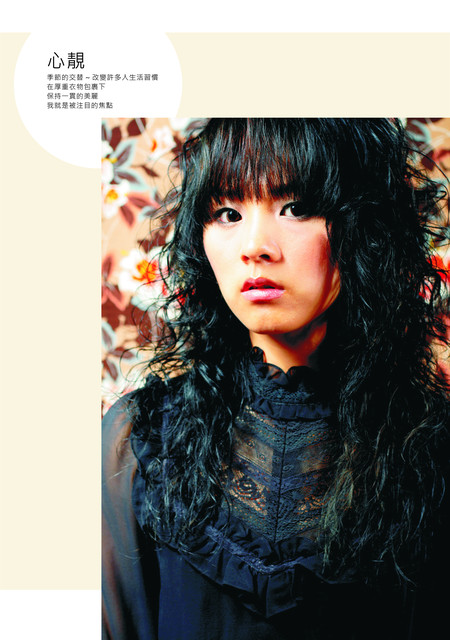 心靚
季節的交替~改變許多人生活習慣
在厚重衣物包裹下
保持一貫的美麗
我就是被注目的焦點